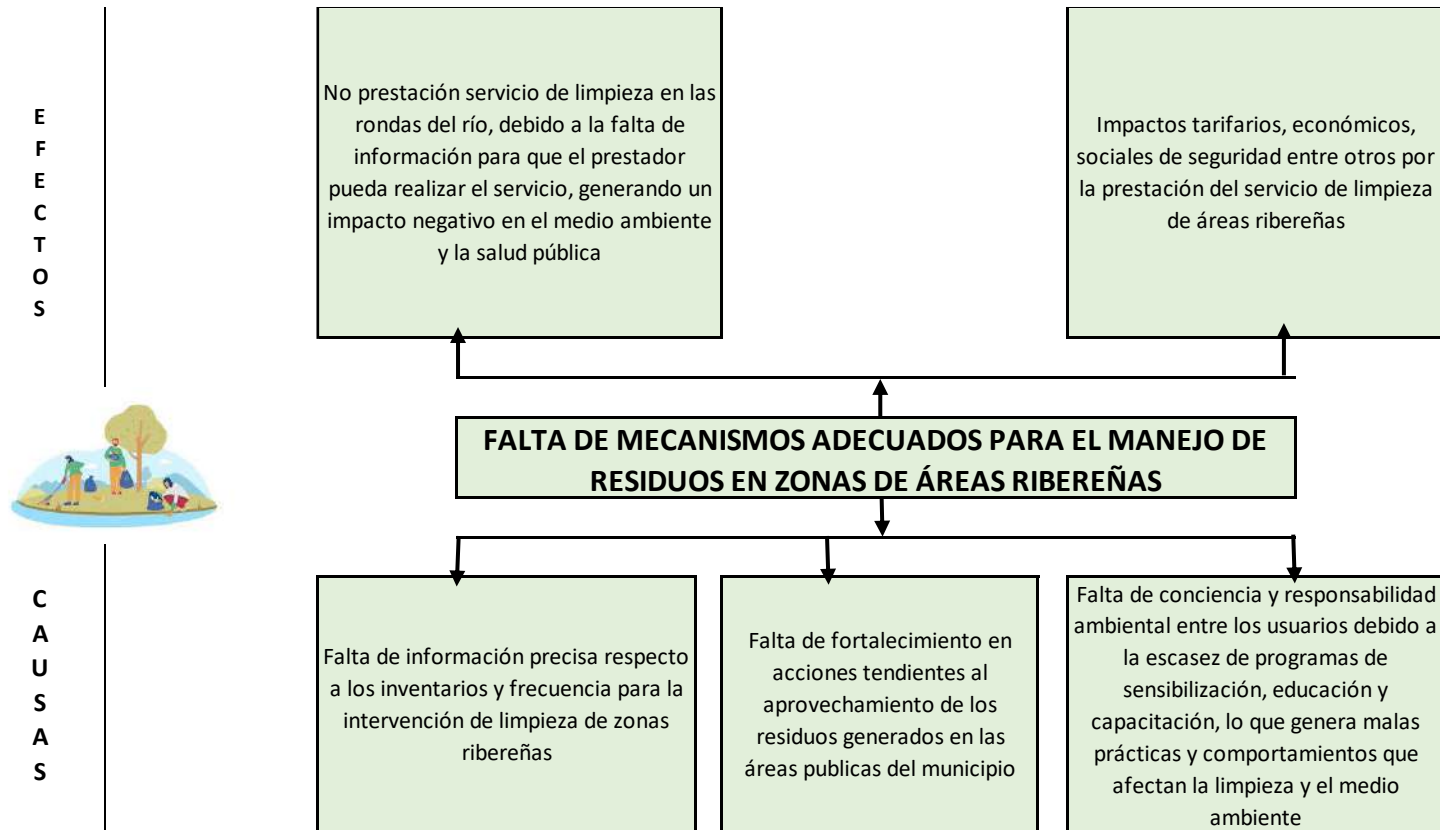 EFECTOS
No prestación servicio de limpieza en las
rondas del río, debido a la falta de
información para que el prestador
pueda realizar el servicio, generando un
impacto negativo en el medio ambiente
y la salud pública
Impactos tarifarios, económicos,
sociales de seguridad entre otros por
la prestación del servicio de limpieza
de áreas ribereñas
FALTA DE MECANISMOS ADECUADOS PARA EL MANEJO DE
RESIDUOS EN ZONAS DE ÁREAS RIBEREÑAS
CAUSAS
Falta de información precisa respecto
a los inventarios y frecuencia para la
intervención de limpieza de zonas
ribereñas
Falta de fortalecimiento en
acciones tendientes al
aprovechamiento de los
residuos generados en las
áreas publicas del municipio
Falta de conciencia y responsabilidad
ambiental entre los usuarios debido a
la escasez de programas de
sensibilización, educación y
capacitación, lo que genera malas
prácticas y comportamientos que
afectan la limpieza y el medio
ambiente